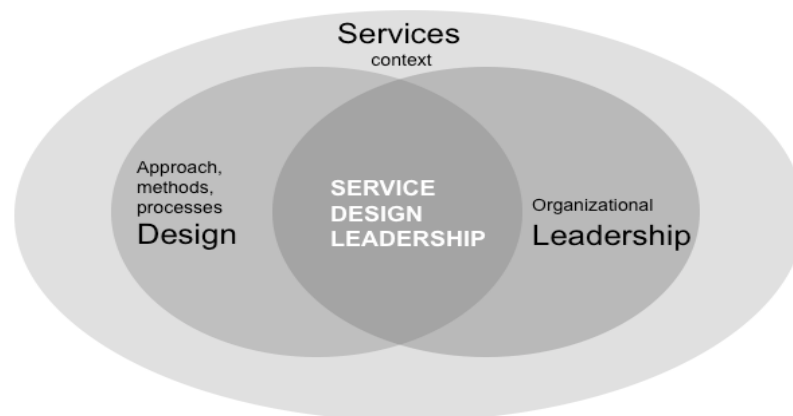 Services
context
Approach,
methods,
processes
Design
SERVICE
DESIGN
LEADERSHIP
Organizational
Leadership